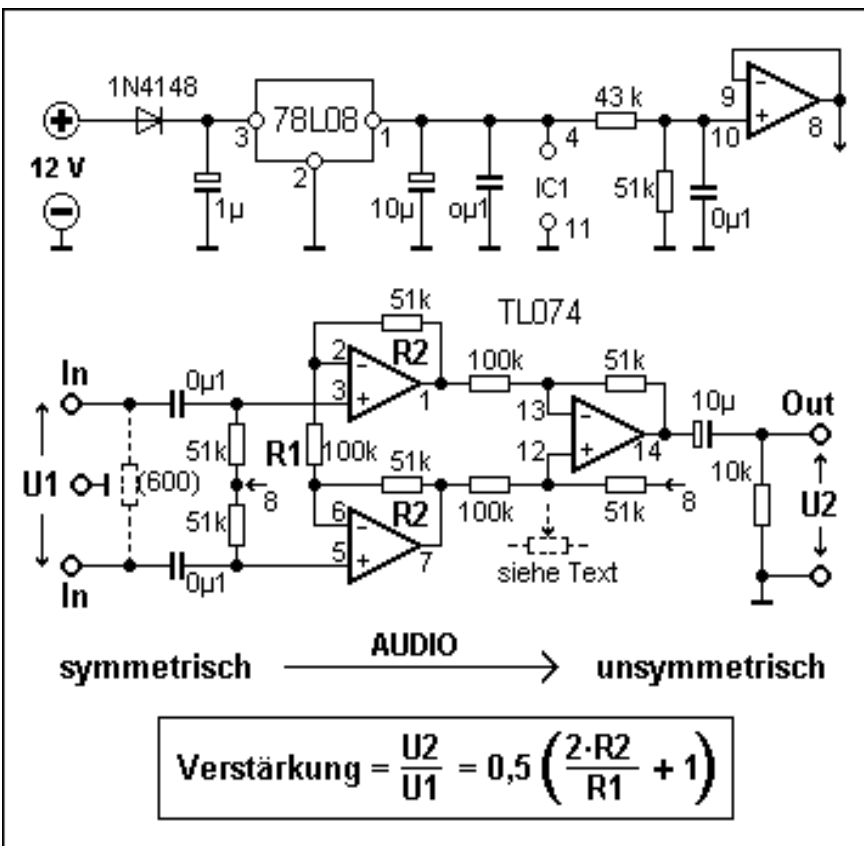 1N4148
78L08
3
1
2
12 V
1µ
10µ
oµ1
4
IC1
11
43 k
51k
0µ1
9
10
8
−
+
TL074
In
0µ1
51k
R2
2
3
1
−
+
100k
51k
13
12
14
−
+
10µ
Out
U1
(600)
51k
8
51k
R1
100k
51k
R2
6
5
7
−
+
100k
51k
8
10k
U2
In
0µ1
siehe Text
symmetrisch
AUDIO
unsymmetrisch
Verstärkung = U2/U1 = 0,5 (2·R2/R1 + 1)